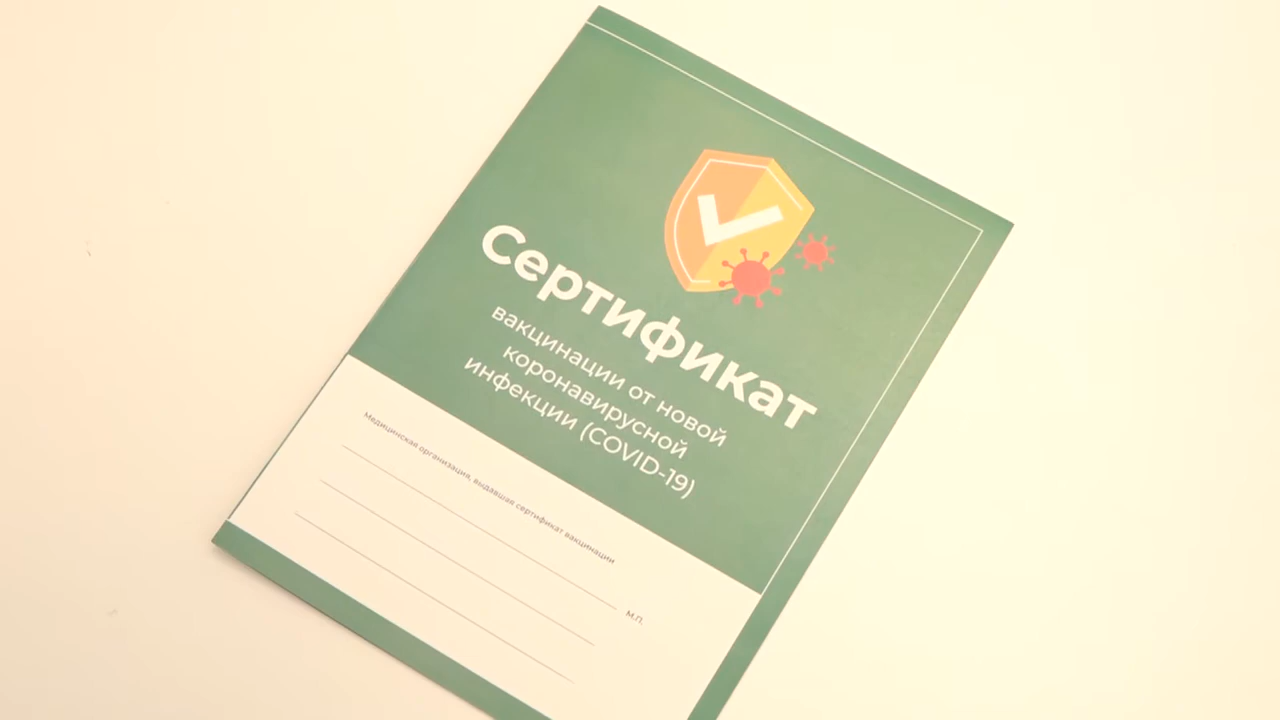 Сертификат
вакцинации от новой
коронавирусной
инфекции (COVID-19)
Медицинская организация, выдавшая сертификат вакцинации
М.П.